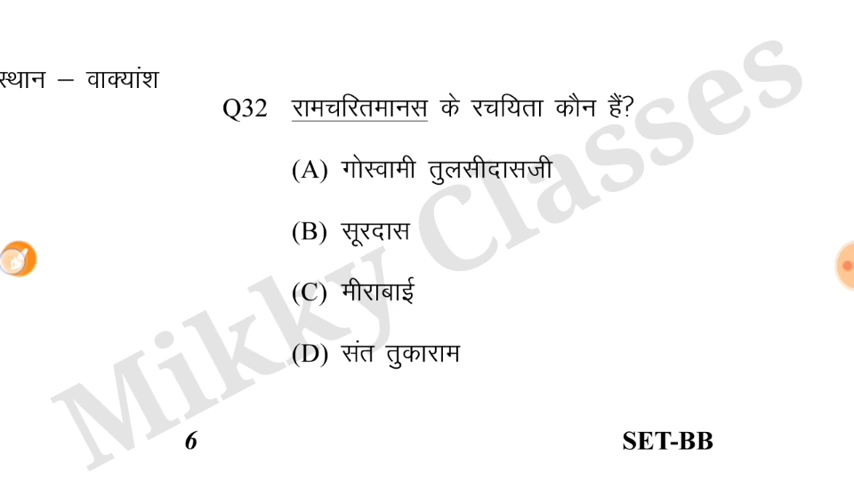 स्थान – वाक्यांश
Q32 रामचरितमानस के रचयिता कौन हैं?
(A) गोस्वामी तुलसीदासजी
(B) सूरदास
(C) मीराबाई
(D) संत तुकाराम
Mikky Classes
6 SET-BB